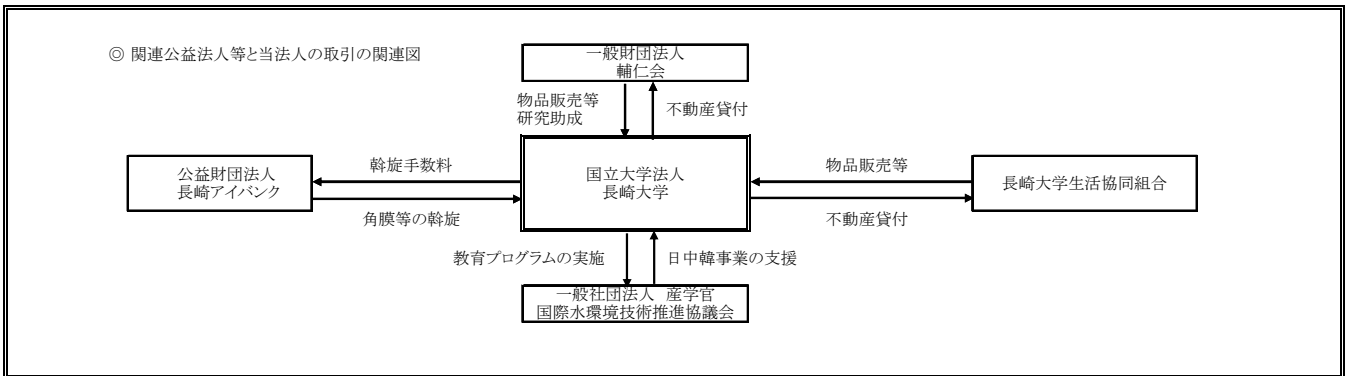 ◎ 関連公益法人等と当法人の取引の関連図
一般財団法人
輔仁会
物品販売等
研究助成
不動産貸付
公益財団法人
長崎アイバンク
斡旋手数料
角膜等の斡旋
国立大学法人
長崎大学
物品販売等
不動産貸付
長崎大学生活協同組合
教育プログラムの実施
日中韓事業の支援
一般社団法人 産学官
国際水環境技術推進協議会